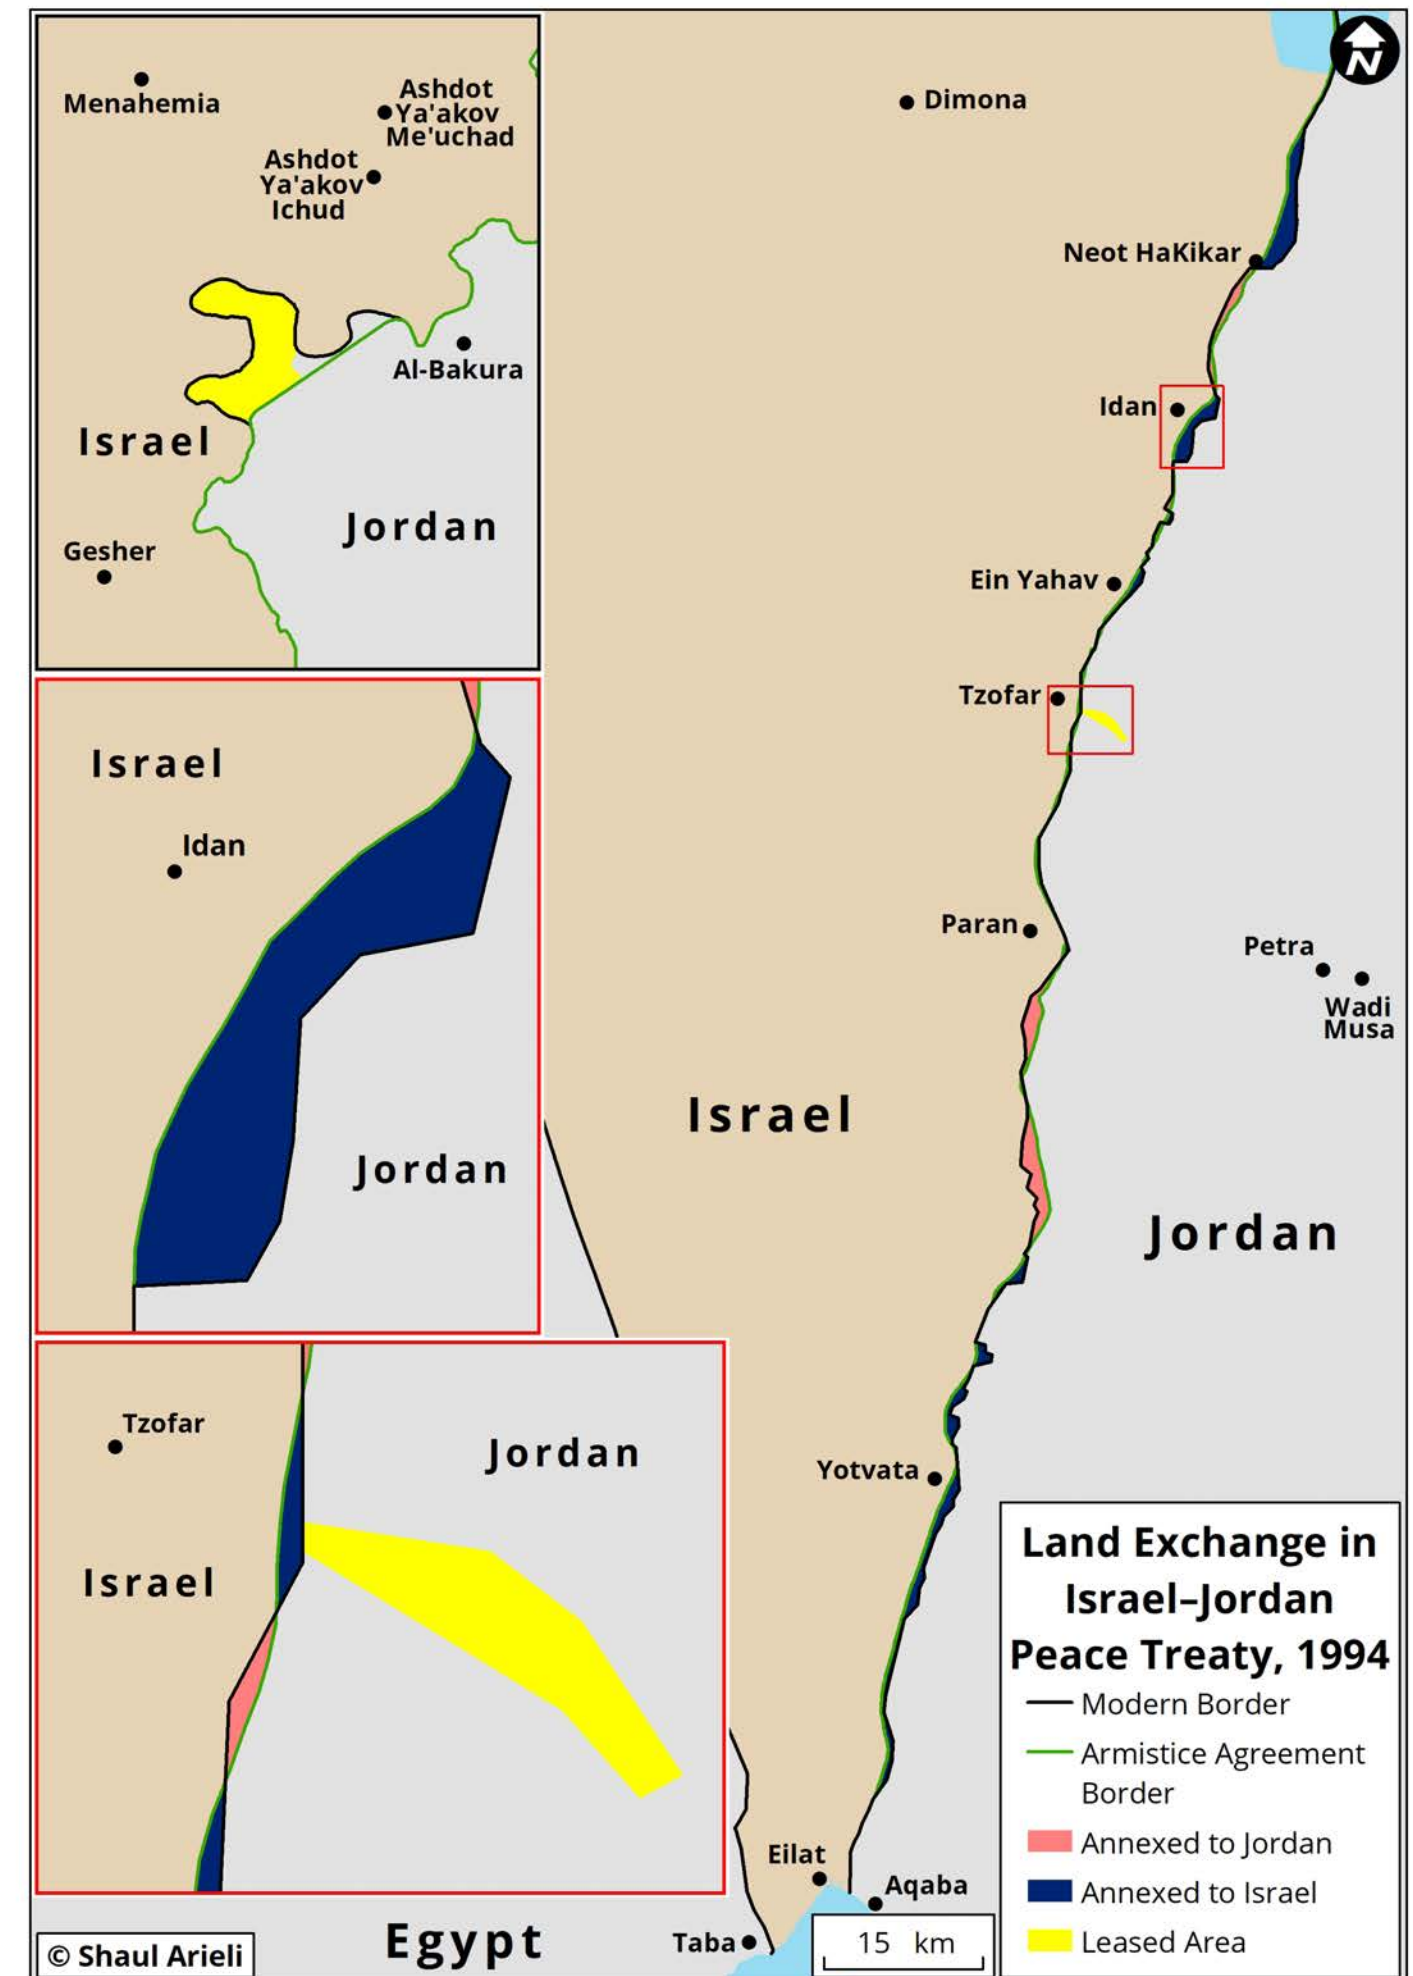 Menahemia
Ashdot
Ya'akov
Me'uchad
Ashdot
Ya'akov
Ichud
Al-Bakura
Israel
Jordan
Gesher
Israel
Idan
Jordan
Tzofar
Jordan
Israel
N
Dimona
Neot HaKikar
Idan
Ein Yahav
Tzofar
Paran
Petra
Wadi
Musa
Israel
Jordan
Yotvata
Eilat
Aqaba
Taba
Egypt
15 km
© Shaul Arieli
Land Exchange in
Israel–Jordan
Peace Treaty, 1994
Modern Border
Armistice Agreement
Border
Annexed to Jordan
Annexed to Israel
Leased Area